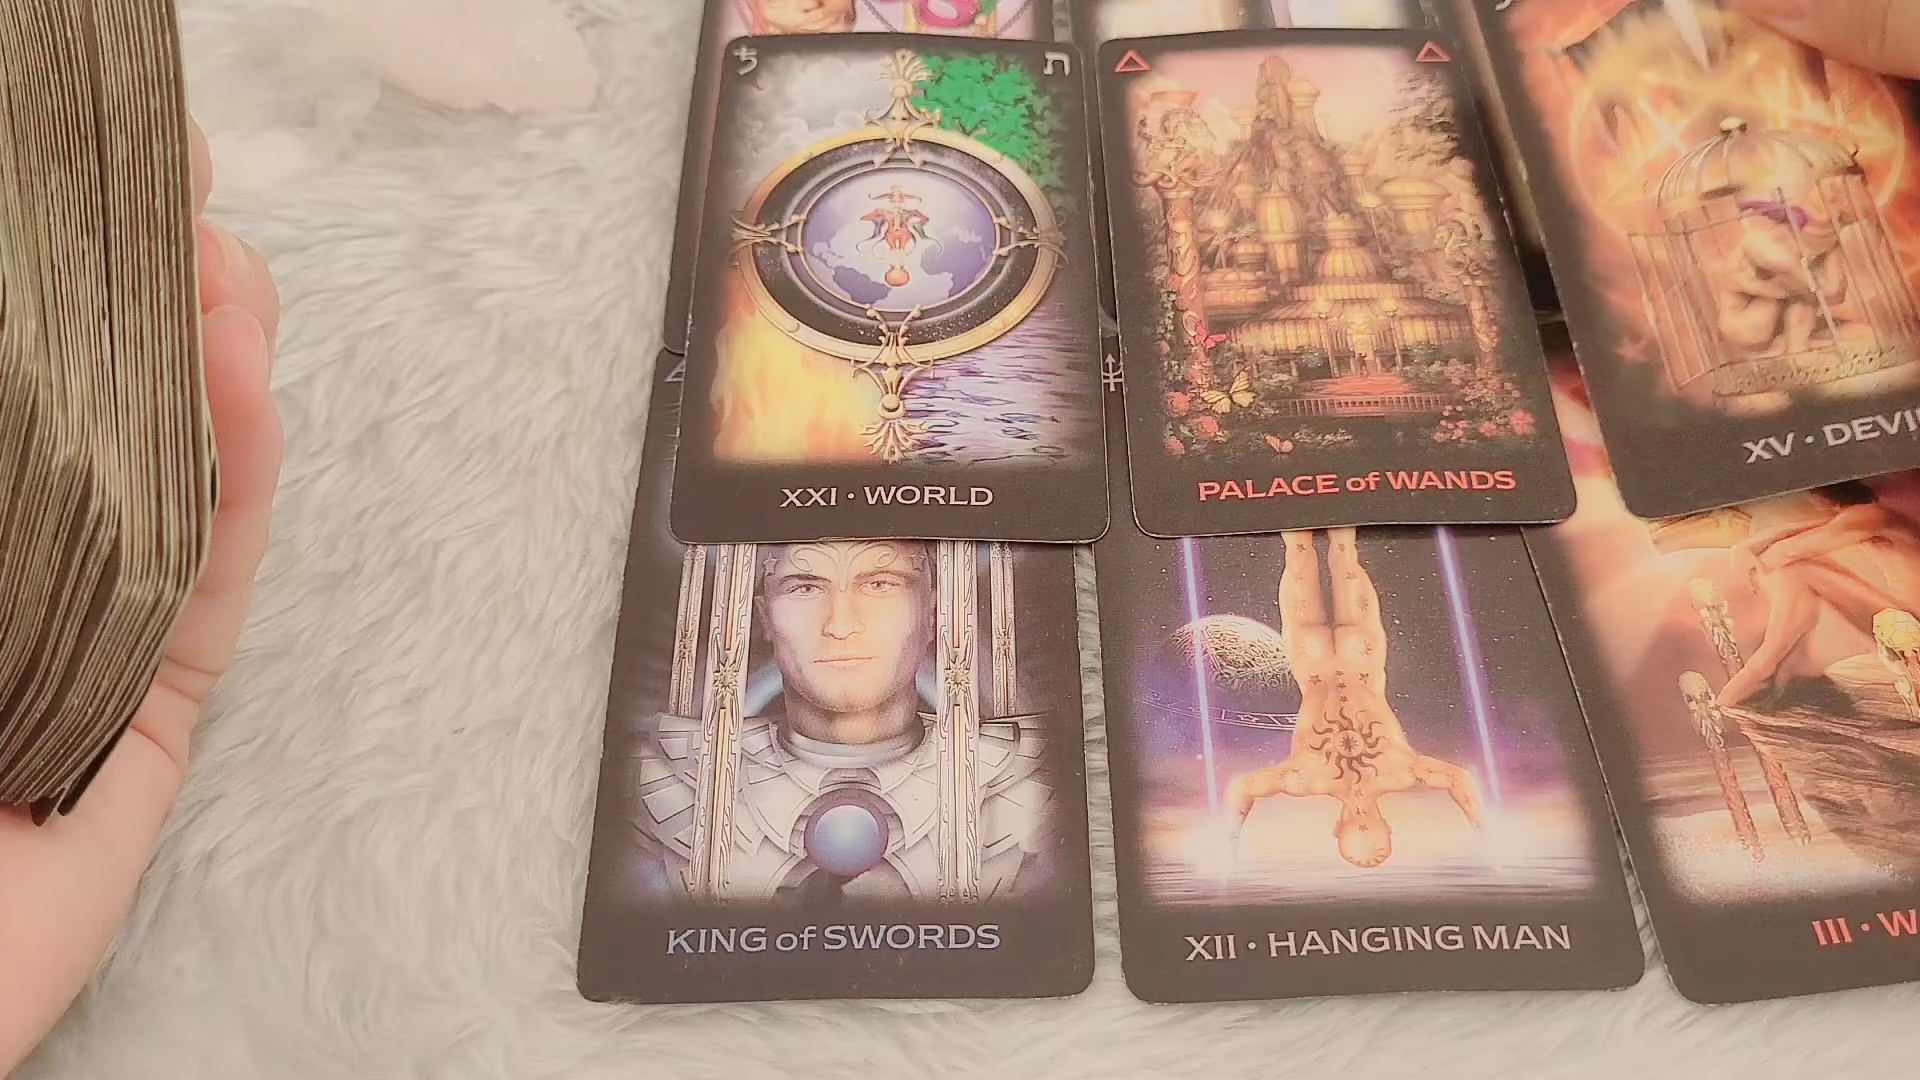 ♄ ת
XXI • WORLD
PALACE of WANDS
XV • DEVI
KING of SWORDS
XII • HANGING MAN
III • W